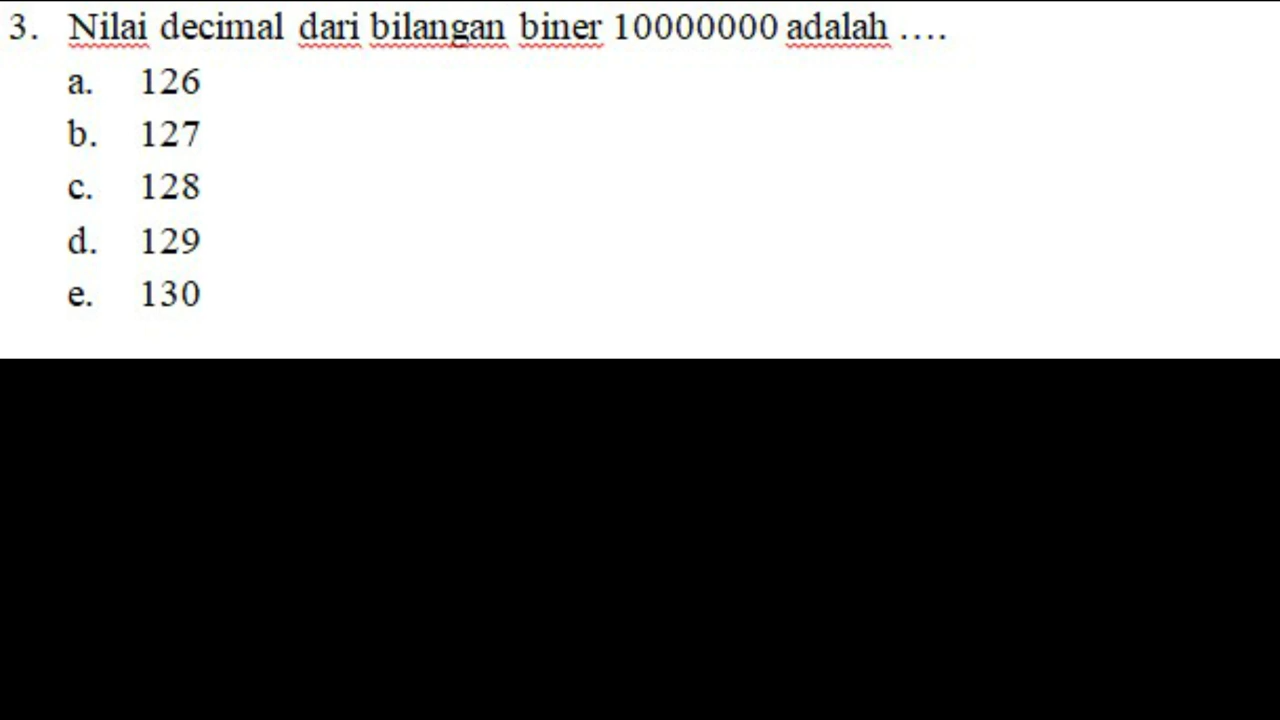 3. Nilai decimal dari bilangan biner 10000000 adalah ….
a. 126
b. 127
c. 128
d. 129
e. 130